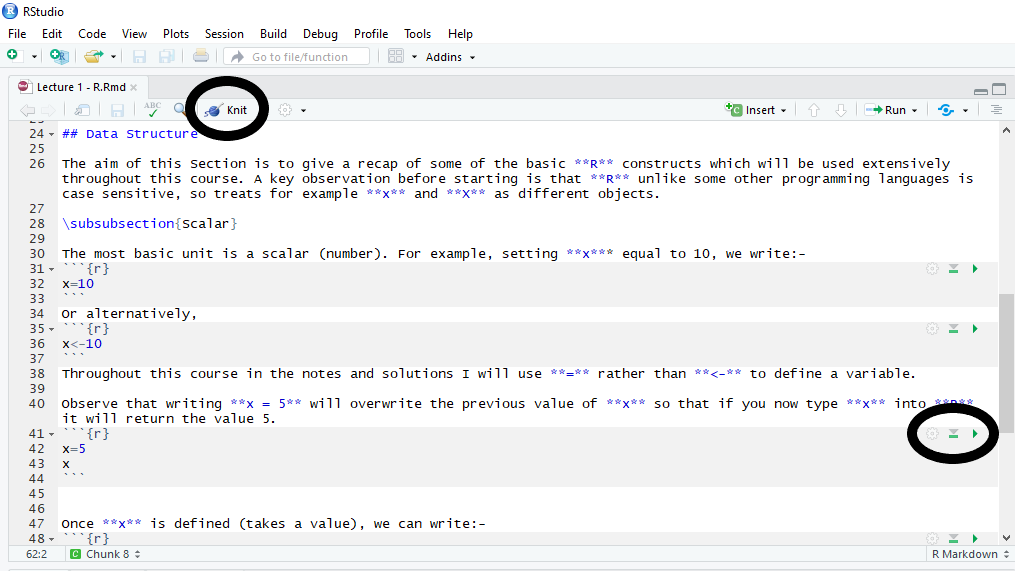 RStudio
File Edit Code View Plots Session Build Debug Profile Tools Help
Go to file/function Addins
Lecture 1 - R.Rmd
ABC Knit Insert Run
24 ## Data Structure
25
26 The aim of this Section is to give a recap of some of the basic **R** constructs which will be used extensively
throughout this course. A key observation before starting is that **R** unlike some other programming languages is
case sensitive, so treats for example **x** and **X** as different objects.
27
28 \subsubsection{Scalar}
29
30 The most basic unit is a scalar (number). For example, setting **x*** equal to 10, we write:-
31 ```{r}
32 x=10
33 ```
34 Or alternatively,
35 ```{r}
36 x<-10
37 ```
38 Throughout this course in the notes and solutions I will use **=** rather than **<-** to define a variable.
39
40 Observe that writing **x = 5** will overwrite the previous value of **x** so that if you now type **x** into **R**
it will return the value 5.
41 ```{r}
42 x=5
43 x
44 ```
45
46
47 Once **x** is defined (takes a value), we can write:-
48 ```{r}
62:2 C Chunk 8 R Markdown